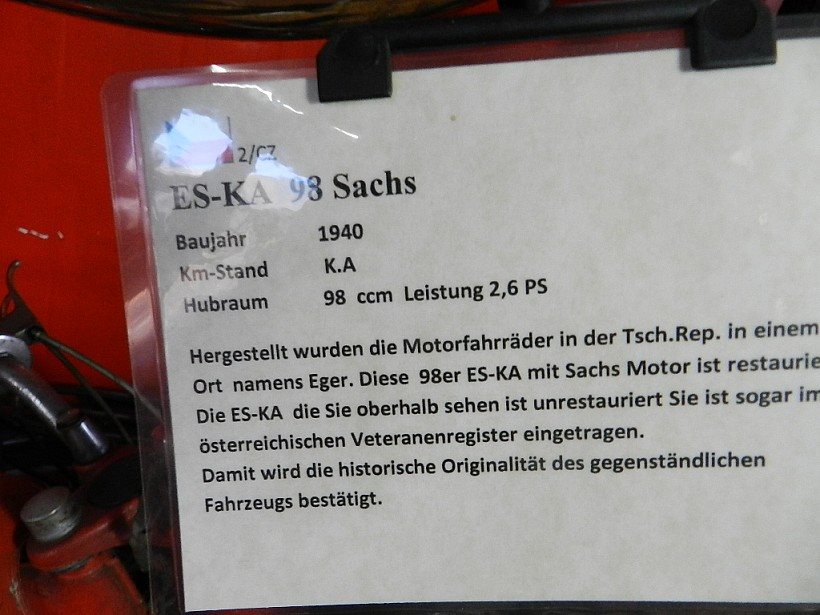 2/CZ
ES-KA 98 Sachs
Baujahr 1940
Km-Stand K.A
Hubraum 98 ccm Leistung 2,6 PS
Hergestellt wurden die Motorfahrräder in der Tsch.Rep. in einem
Ort namens Eger. Diese 98er ES-KA mit Sachs Motor ist restaurie
Die ES-KA die Sie oberhalb sehen ist unrestauriert Sie ist sogar im
österreichischen Veteranenregister eingetragen.
Damit wird die historische Originalität des gegenständlichen
Fahrzeugs bestätigt.